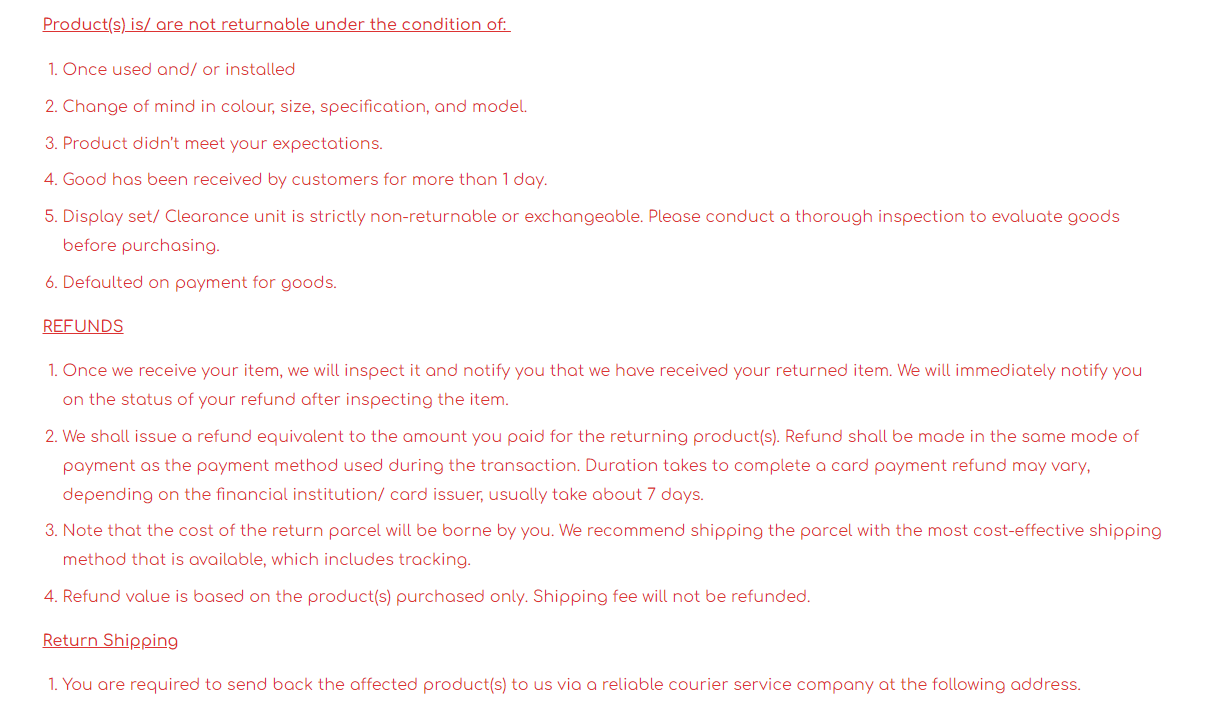 Product(s) is/ are not returnable under the condition of:
1. Once used and/ or installed
2. Change of mind in colour, size, specification, and model.
3. Product didn't meet your expectations.
4. Good has been received by customers for more than 1 day.
5. Display set/ Clearance unit is strictly non-returnable or exchangeable. Please conduct a thorough inspection to evaluate goods
before purchasing.
6. Defaulted on payment for goods.
REFUNDS
1. Once we receive your item, we will inspect it and notify you that we have received your returned item. We will immediately notify you
on the status of your refund after inspecting the item.
2. We shall issue a refund equivalent to the amount you paid for the returning product(s). Refund shall be made in the same mode of
payment as the payment method used during the transaction. Duration takes to complete a card payment refund may vary,
depending on the financial institution/ card issuer, usually take about 7 days.
3. Note that the cost of the return parcel will be borne by you. We recommend shipping the parcel with the most cost-effective shipping
method that is available, which includes tracking.
4. Refund value is based on the product(s) purchased only. Shipping fee will not be refunded.
Return Shipping
1. You are required to send back the affected product(s) to us via a reliable courier service company at the following address.